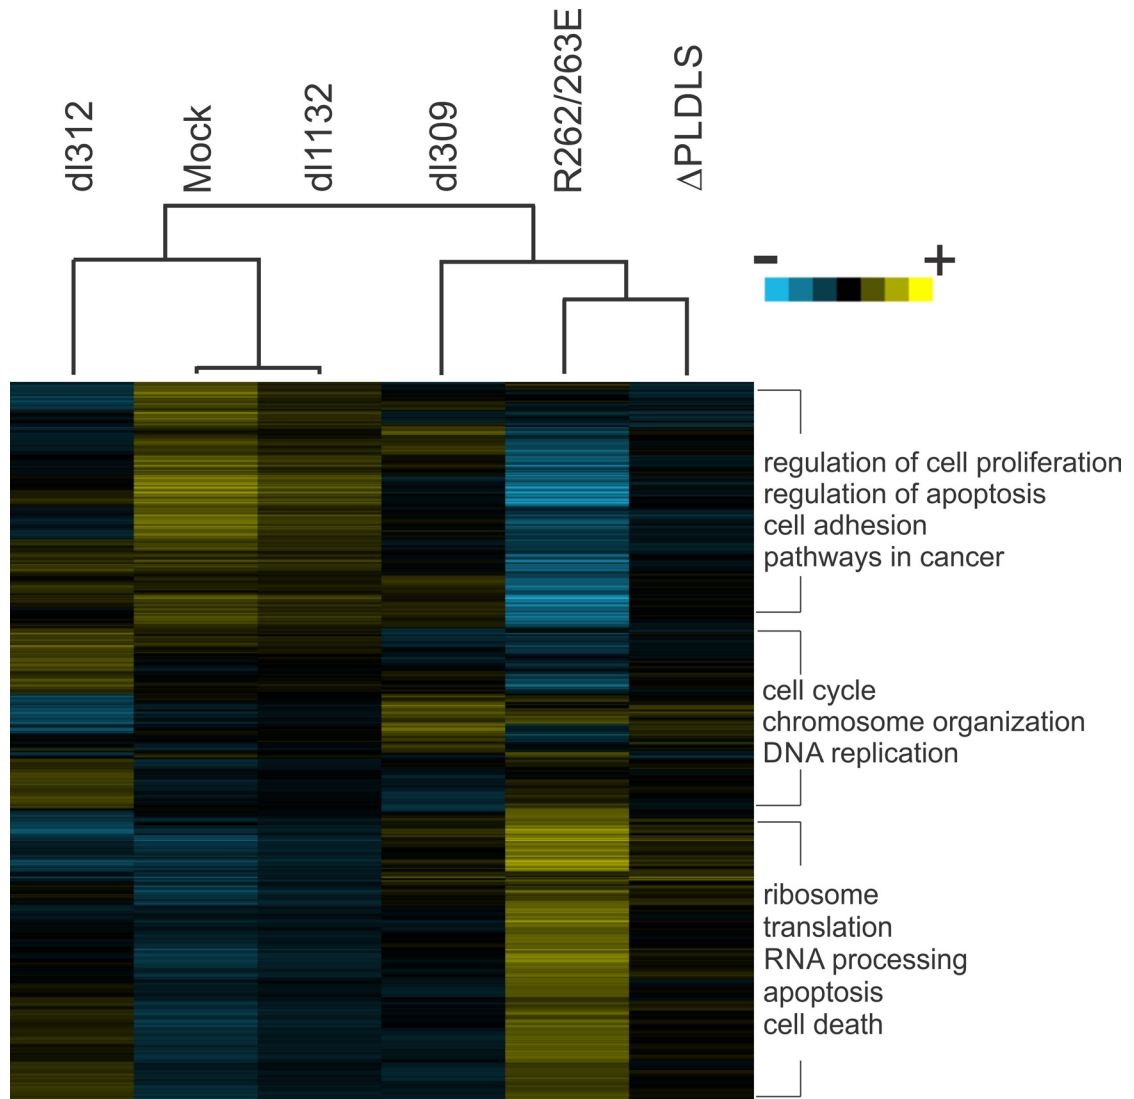 dl312
Mock
dl1132
dl309
R262/263E
ΔPLDLS
- +
regulation of cell proliferation
regulation of apoptosis
cell adhesion
pathways in cancer
cell cycle
chromosome organization
DNA replication
ribosome
translation
RNA processing
apoptosis
cell death